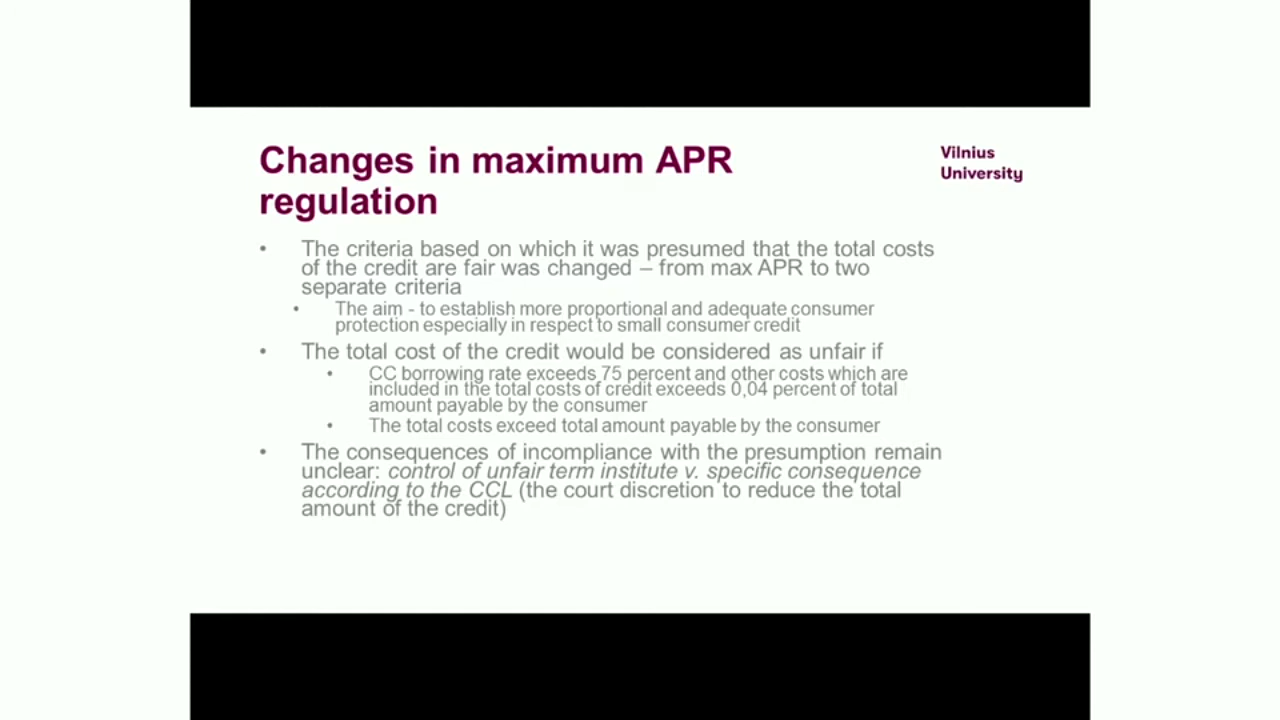 Changes in maximum APR
regulation
Vilnius
University
• The criteria based on which it was presumed that the total costs
of the credit are fair was changed – from max APR to two
separate criteria
• The aim - to establish more proportional and adequate consumer
protection especially in respect to small consumer credit
• The total cost of the credit would be considered as unfair if
• CC borrowing rate exceeds 75 percent and other costs which are
included in the total costs of credit exceeds 0,04 percent of total
amount payable by the consumer
• The total costs exceed total amount payable by the consumer
• The consequences of incompliance with the presumption remain
unclear: control of unfair term institute v. specific consequence
according to the CCL (the court discretion to reduce the total
amount of the credit)